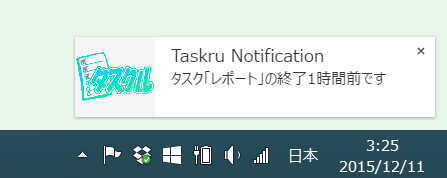 Taskru Notification
タスクル
タスク「レポート」の終了1時間前です
日本
3:25
2015/12/11